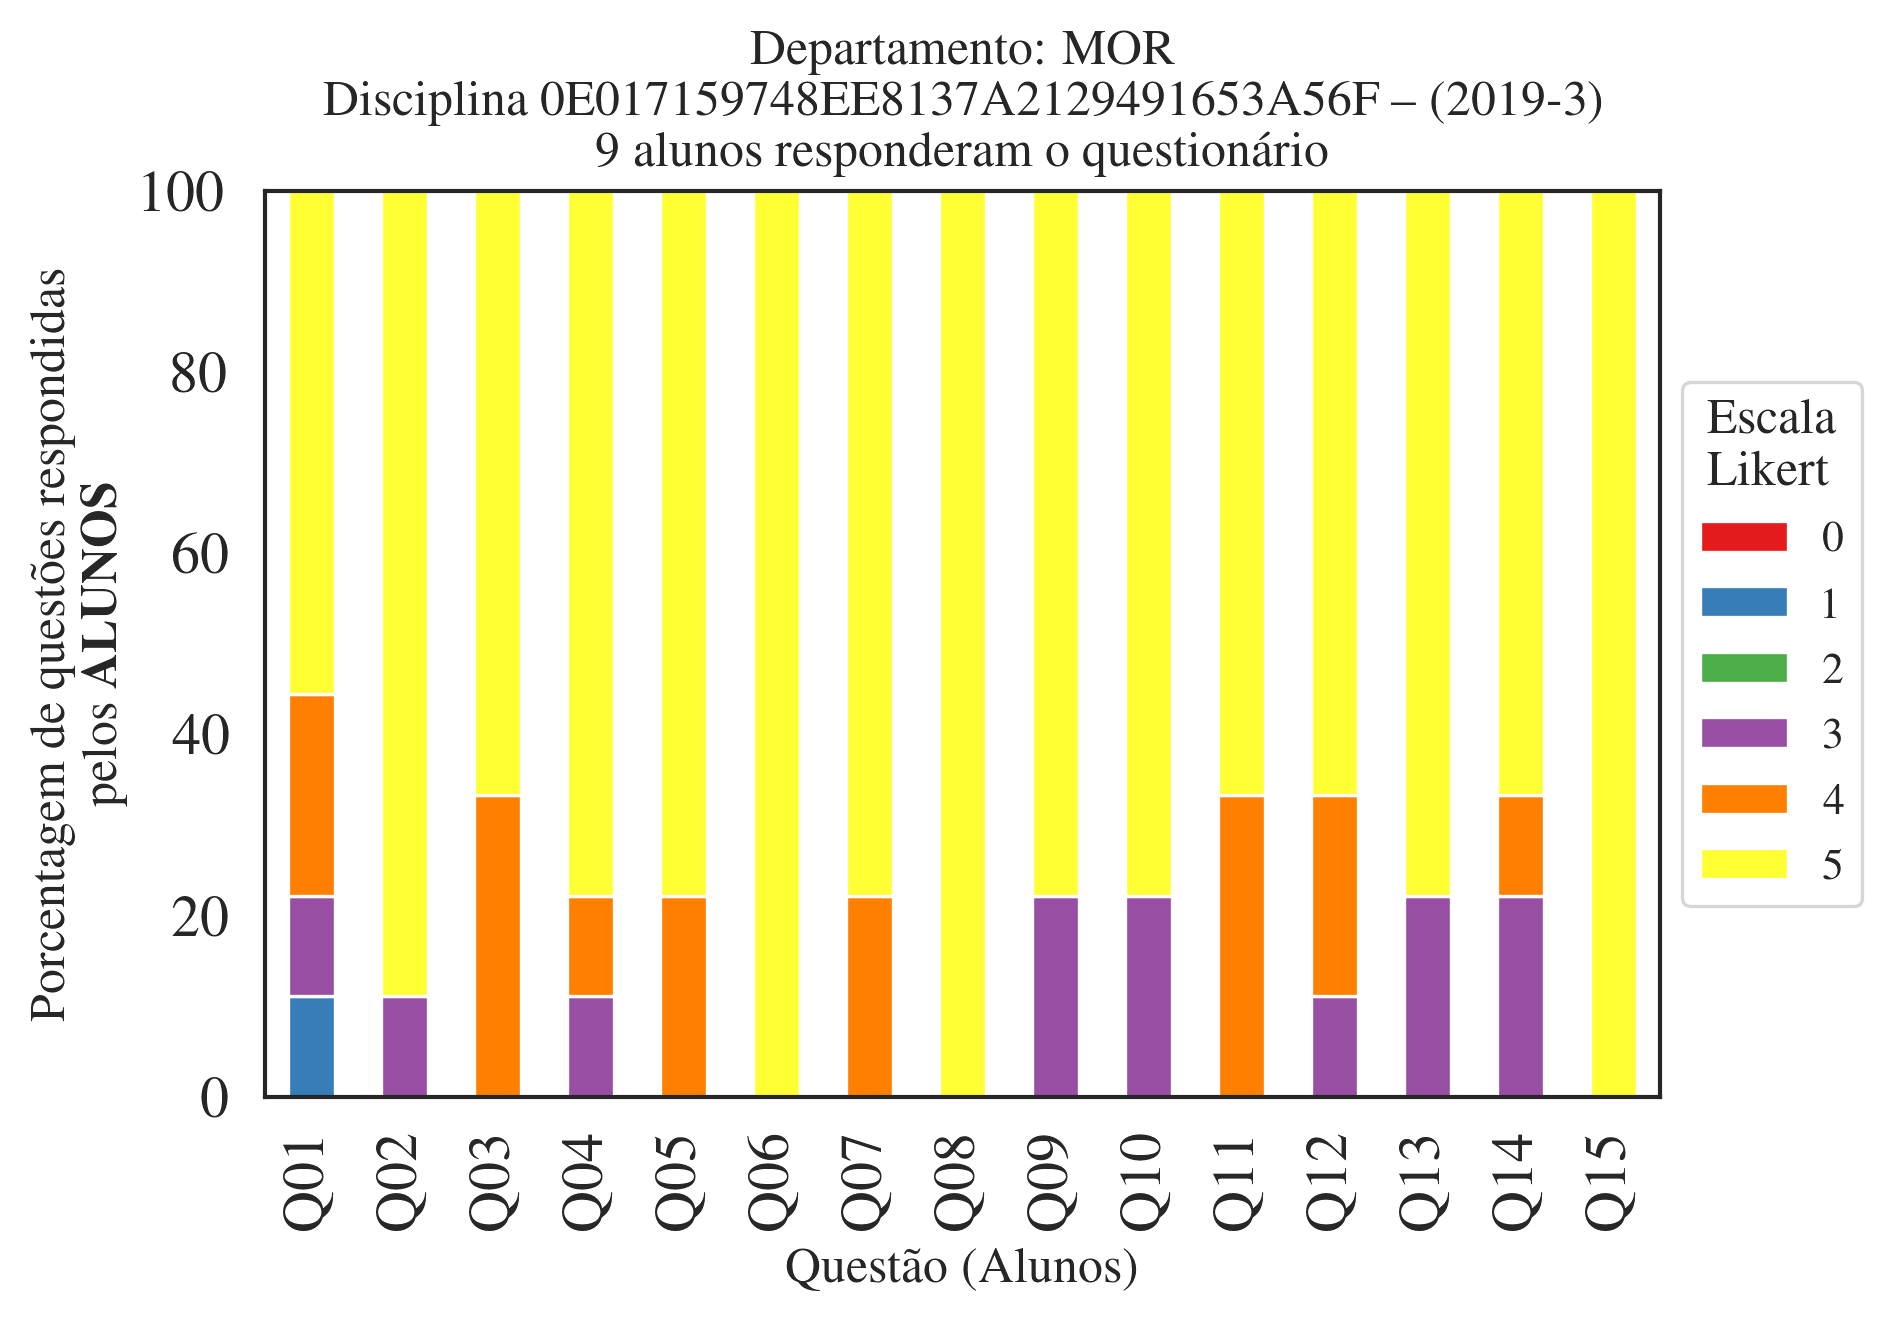 Departamento: MOR
Disciplina 0E017159748EE8137A2129491653A56F – (2019-3)
9 alunos responderam o questionário
Porcentagem de questões respondidas
pelos ALUNOS
100
80
60
40
20
0
Q01
Q02
Q03
Q04
Q05
Q06
Q07
Q08
Q09
Q10
Q11
Q12
Q13
Q14
Q15
Questão (Alunos)
Escala
Likert
0
1
2
3
4
5